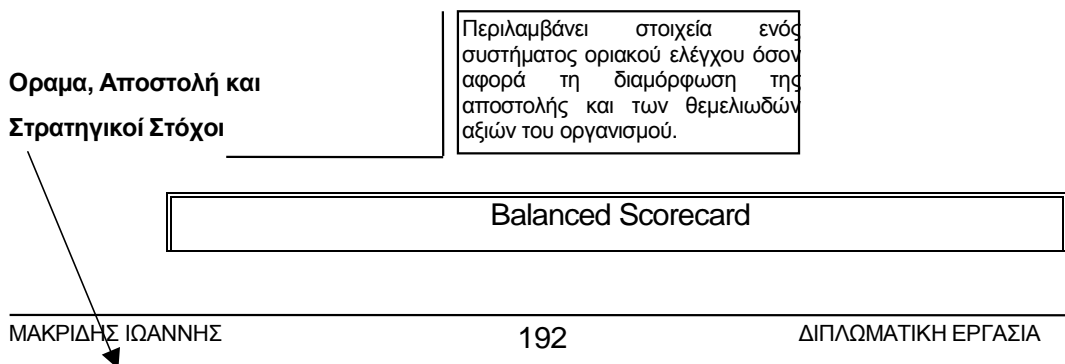 Περιλαμβάνει στοιχεία ενός
συστήματος οριακού ελέγχου όσον
αφορά τη διαμόρφωση της
αποστολής και των θεμελιωδών
αξιών του οργανισμού.
Οραμα, Αποστολή και
Στρατηγικοί Στόχοι
Balanced Scorecard
ΜΑΚΡΙΔΗΣ ΙΩΑΝΝΗΣ 192 ΔΙΠΛΩΜΑΤΙΚΗ ΕΡΓΑΣΙΑ